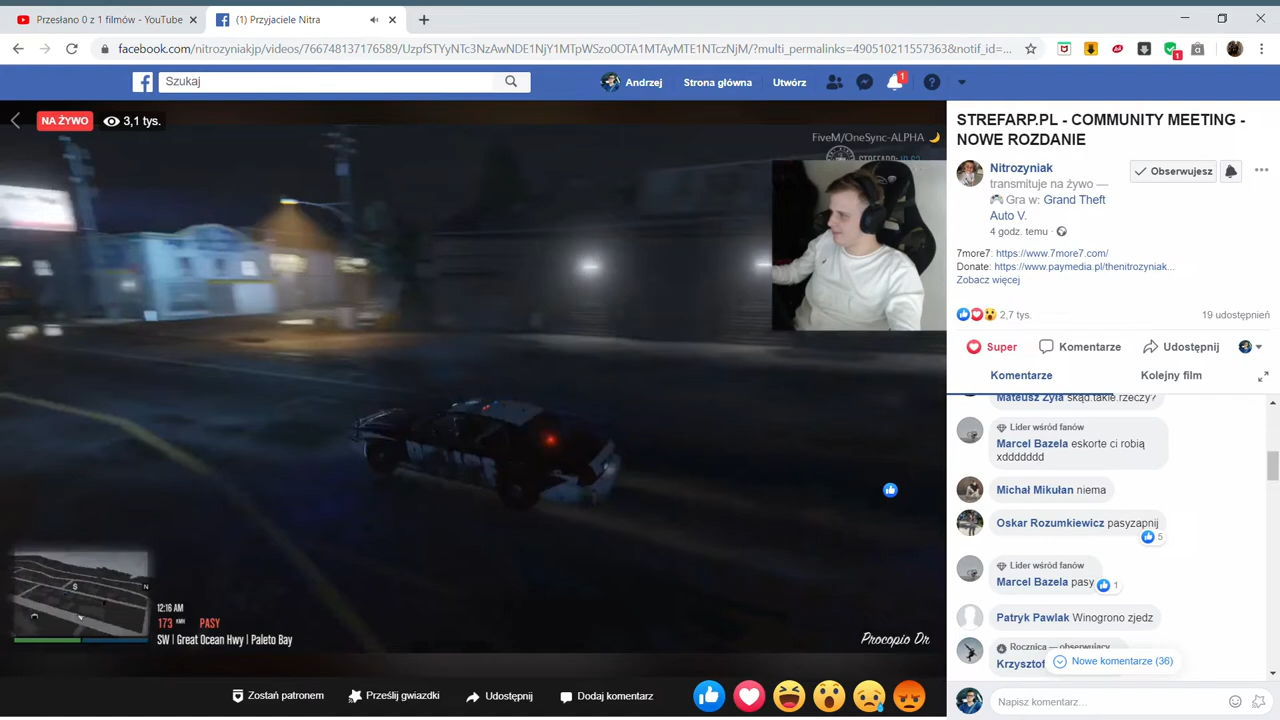 Przesłano 0 z 1 filmów - YouTube
(1) Przyjaciele Nitra
facebook.com/nitrozyniakjp/videos/766748137176589/UzpfSTYyNTc3NzAwNDE1NjY1MTpWSzo0OTA1MTAyMTE1NTczNjM/?multi_permalinks=490510211557363&notif_id=...
Szukaj
Andrzej
Strona główna
Utwórz
1
NA ŻYWO
3,1 tys.
FiveM/OneSync-ALPHA
12:16 AM
173 KMH PASY
SW | Great Ocean Hwy | Paleto Bay
Procopio Dr
Zostań patronem
Prześlij gwiazdki
Udostępnij
Dodaj komentarz
STREFARP.PL - COMMUNITY MEETING -
NOWE ROZDANIE
Nitrozyniak
transmituje na żywo —
Gra w: Grand Theft
Auto V.
4 godz. temu ·
Obserwujesz
7more7: https://www.7more7.com/
Donate: https://www.paymedia.pl/thenitrozyniak...
Zobacz więcej
2,7 tys.
19 udostępnień
Super
Komentarze
Udostępnij
Komentarze
Kolejny film
Mateusz Zyła skąd.takie.rzeczy?
Lider wśród fanów
Marcel Bazela eskorte ci robią
xddddddd
Michał Mikułan niema
Oskar Rozumkiewicz pasyzapnij
5
Lider wśród fanów
Marcel Bazela pasy
1
Patryk Pawlak Winogrono zjedz
Rocznica — obserwujący
Krzysztof
Nowe komentarze (36)
Napisz komentarz...